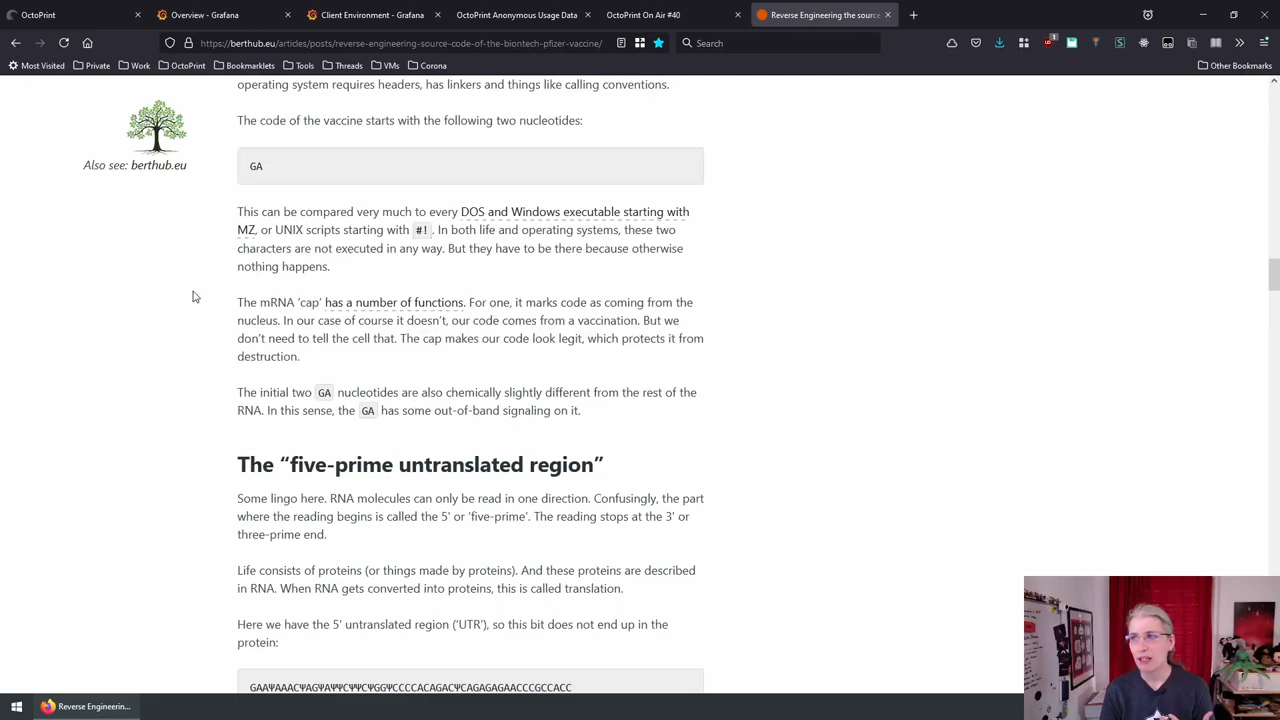 OctoPrint
Overview - Grafana
Client Environment - Grafana
OctoPrint Anonymous Usage Data
OctoPrint On Air #40
Reverse Engineering the source
https://berthub.eu/articles/posts/reverse-engineering-source-code-of-the-biontech-pfizer-vaccine/
Search
1
Most Visited
Private
Work
OctoPrint
Bookmarklets
Tools
Threads
VMs
Corona
Other Bookmarks
Also see: berthub.eu
operating system requires headers, has linkers and things like calling conventions.
The code of the vaccine starts with the following two nucleotides:
GA
This can be compared very much to every DOS and Windows executable starting with
MZ, or UNIX scripts starting with #!. In both life and operating systems, these two
characters are not executed in any way. But they have to be there because otherwise
nothing happens.
The mRNA ‘cap’ has a number of functions. For one, it marks code as coming from the
nucleus. In our case of course it doesn’t, our code comes from a vaccination. But we
don’t need to tell the cell that. The cap makes our code look legit, which protects it from
destruction.
The initial two GA nucleotides are also chemically slightly different from the rest of the
RNA. In this sense, the GA has some out-of-band signaling on it.
The “five-prime untranslated region”
Some lingo here. RNA molecules can only be read in one direction. Confusingly, the part
where the reading begins is called the 5' or ‘five-prime’. The reading stops at the 3' or
three-prime end.
Life consists of proteins (or things made by proteins). And these proteins are described
in RNA. When RNA gets converted into proteins, this is called translation.
Here we have the 5' untranslated region (‘UTR’), so this bit does not end up in the
protein:
GAAΨAAACΨAGΨAΨΨCΨΨCΨGGΨCCCCACAGACΨCAGAGAGAACCCGCCACC
Reverse Engineerin...